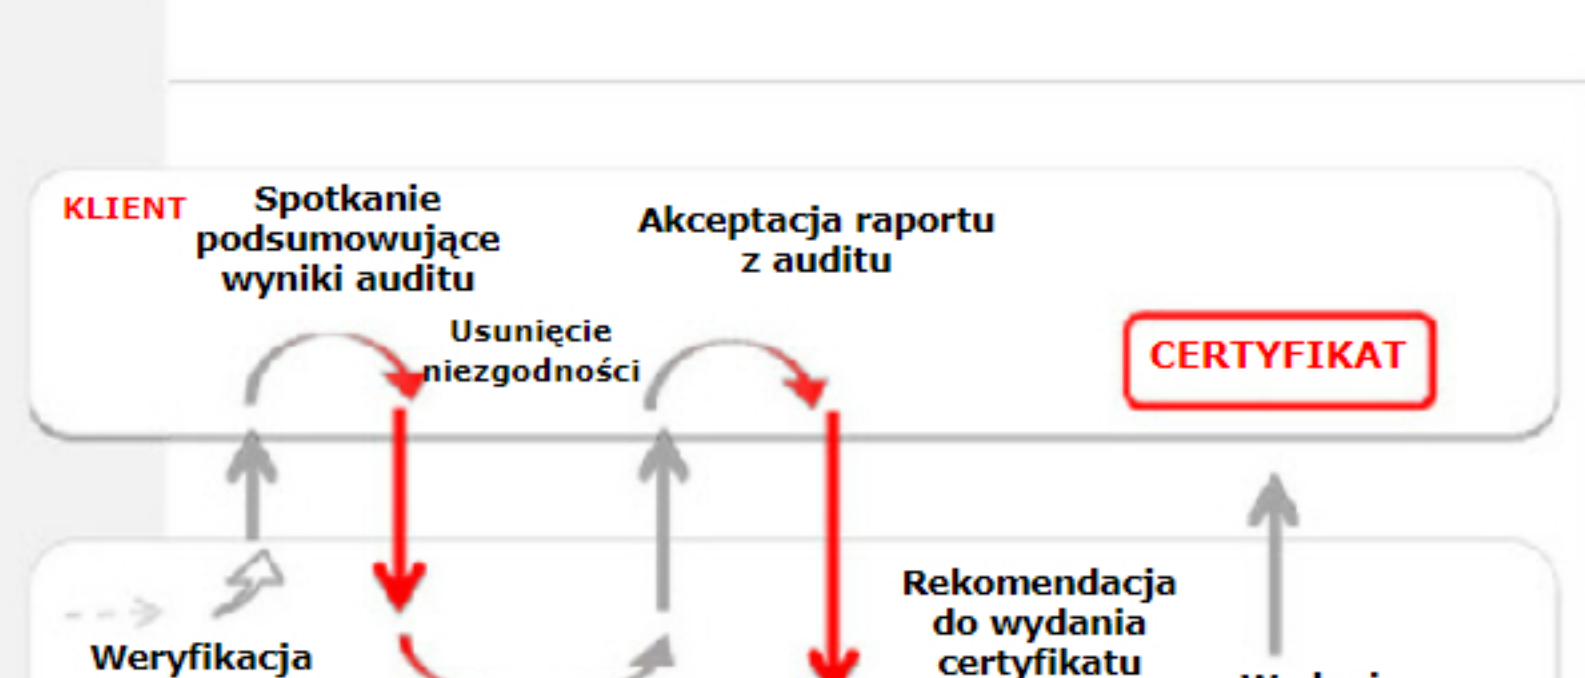 KLIENT
Spotkanie
podsumowujące
wyniki auditu
Usunięcie
niezgodności
Akceptacja raportu
z auditu
CERTYFIKAT
Weryfikacja
Rekomendacja
do wydania
certyfikatu